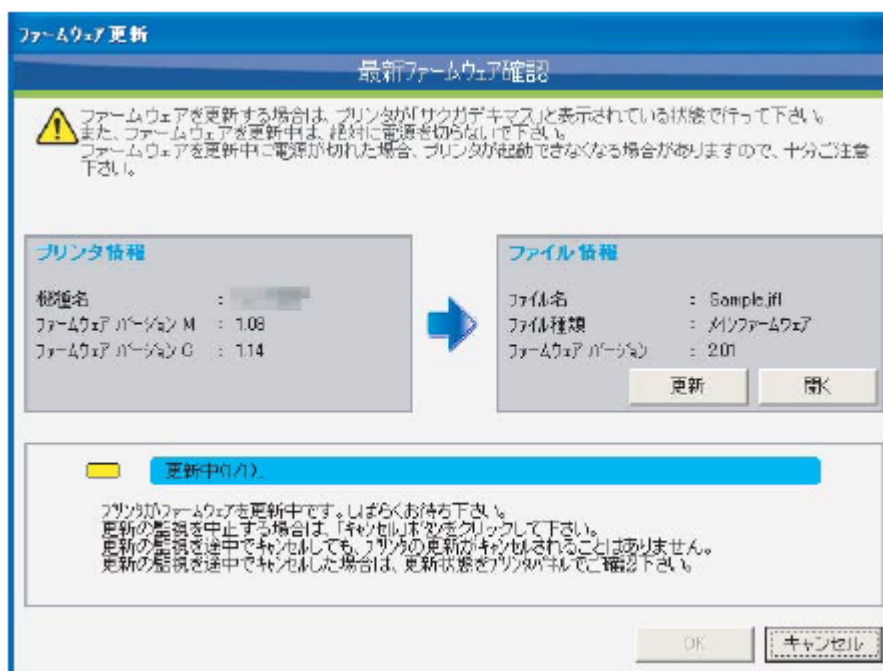 ファームウェア 更新
最新ファームウェア確認
ファームウェアを更新する場合は、プリンタが「サクガデキマス」と表示されている状態で行って下さい。
また、ファームウェアを更新中は、絶対に電源を切らないで下さい。
ファームウェアを更新中に電源が切れた場合、プリンタが起動できなくなる場合がありますので、十分ご注意
下さい。
プリンタ情報
機種名 :
ファームウェア バージョン M : 1.08
ファームウェア バージョン G : 1.14
ファイル情報
ファイル名 : Sample.jfl
ファイル種類 : メインファームウェア
ファームウェア バージョン : 2.01
更新
開く
更新中(1/1)...
プリンタがファームウェアを更新中です。しばらくお待ち下さい。
更新の監視を中止する場合は、「キャンセル」ボタンをクリックして下さい。
更新の監視を途中でキャンセルしても、プリンタの更新がキャンセルされることはありません。
更新の監視を途中でキャンセルした場合は、更新状態をプリンタパネルでご確認下さい。
OK
キャンセル